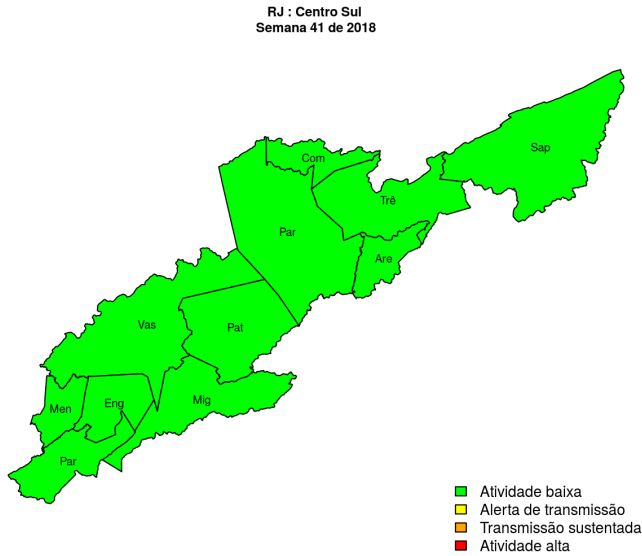 RJ : Centro Sul
Semana 41 de 2018
Sap
Com
Trê
Par
Are
Vas
Pat
Mig
Eng
Men
Par
Atividade baixa
Alerta de transmissão
Transmissão sustentada
Atividade alta